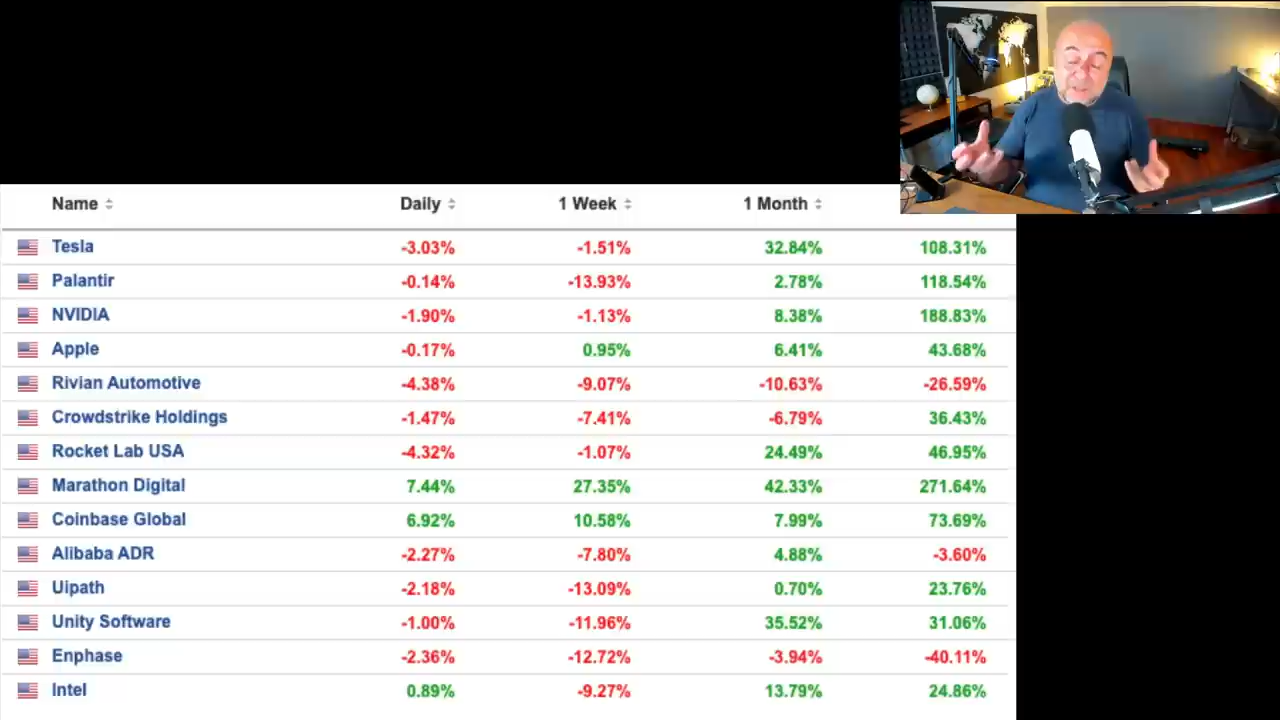 Name Daily 1 Week 1 Month
Tesla -3.03% -1.51% 32.84% 108.31%
Palantir -0.14% -13.93% 2.78% 118.54%
NVIDIA -1.90% -1.13% 8.38% 188.83%
Apple -0.17% 0.95% 6.41% 43.68%
Rivian Automotive -4.38% -9.07% -10.63% -26.59%
Crowdstrike Holdings -1.47% -7.41% -6.79% 36.43%
Rocket Lab USA -4.32% -1.07% 24.49% 46.95%
Marathon Digital 7.44% 27.35% 42.33% 271.64%
Coinbase Global 6.92% 10.58% 7.99% 73.69%
Alibaba ADR -2.27% -7.80% 4.88% -3.60%
Uipath -2.18% -13.09% 0.70% 23.76%
Unity Software -1.00% -11.96% 35.52% 31.06%
Enphase -2.36% -12.72% -3.94% -40.11%
Intel 0.89% -9.27% 13.79% 24.86%